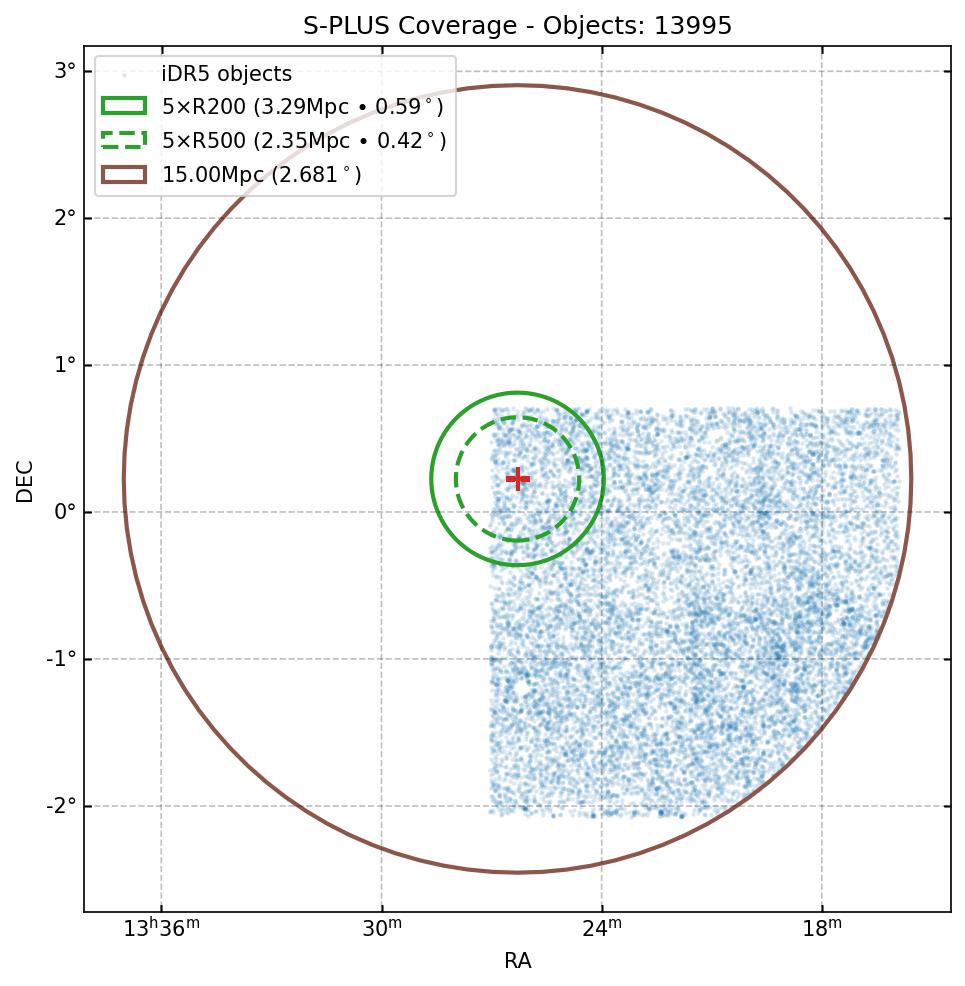 S-PLUS Coverage - Objects: 13995
iDR5 objects
5×R200 (3.29Mpc • 0.59°)
5×R500 (2.35Mpc • 0.42°)
15.00Mpc (2.681°)
3°
2°
1°
0°
-1°
-2°
DEC
13ʰ36ᵐ 30ᵐ 24ᵐ 18ᵐ
RA